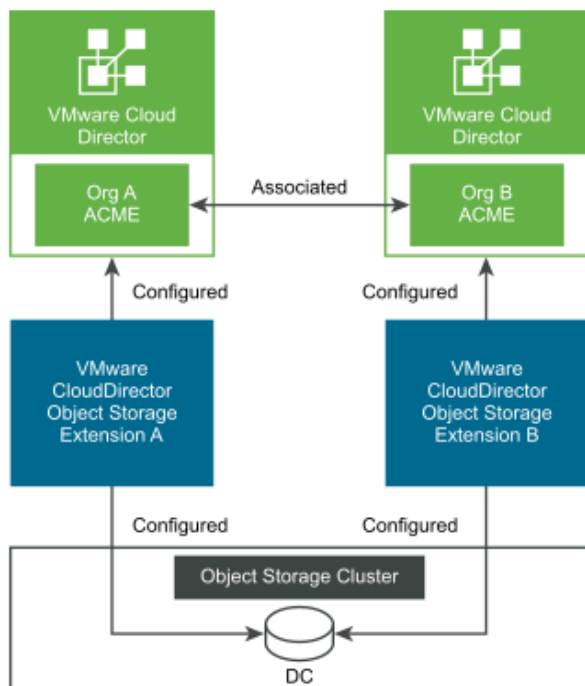 VMware Cloud
Director
VMware Cloud
Director
Org A
ACME
Associated
Org B
ACME
Configured
Configured
VMware
CloudDirector
Object Storage
Extension A
VMware
CloudDirector
Object Storage
Extension B
Configured
Configured
Object Storage Cluster
DC